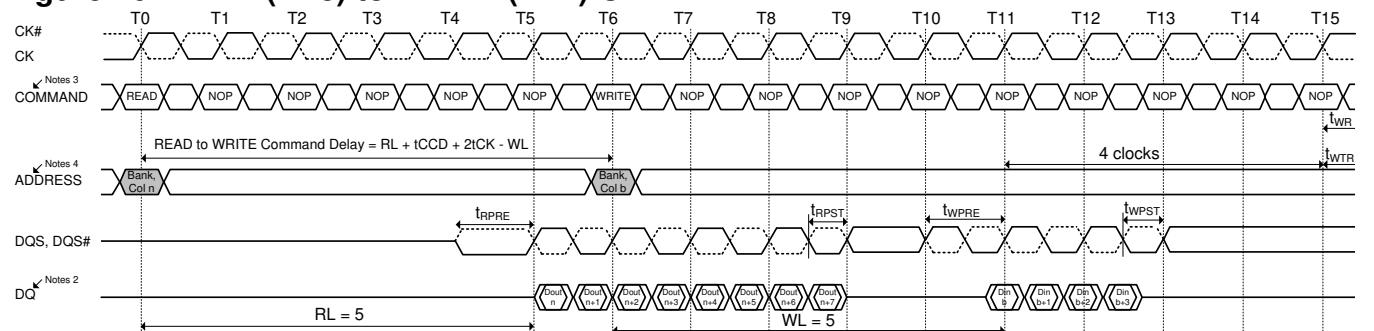 T0 T1 T2 T3 T4 T5 T6 T7 T8 T9 T10 T11 T12 T13 T14 T15
CK#
CK
Notes 3
COMMAND READ NOP NOP NOP NOP NOP WRITE NOP NOP NOP NOP NOP NOP NOP NOP NOP
tWR
READ to WRITE Command Delay = RL + tCCD + 2tCK - WL
4 clocks
tWTR
Notes 4
ADDRESS
Bank, Col n
Bank, Col b
tRPRE tRPST tWPRE tWPST
DQS, DQS#
Notes 2
DQ
Dout n
Dout n+1
Dout n+2
Dout n+3
Dout n+4
Dout n+5
Dout n+6
Dout n+7
Din b
Din b+1
Din b+2
Din b+3
RL = 5
WL = 5